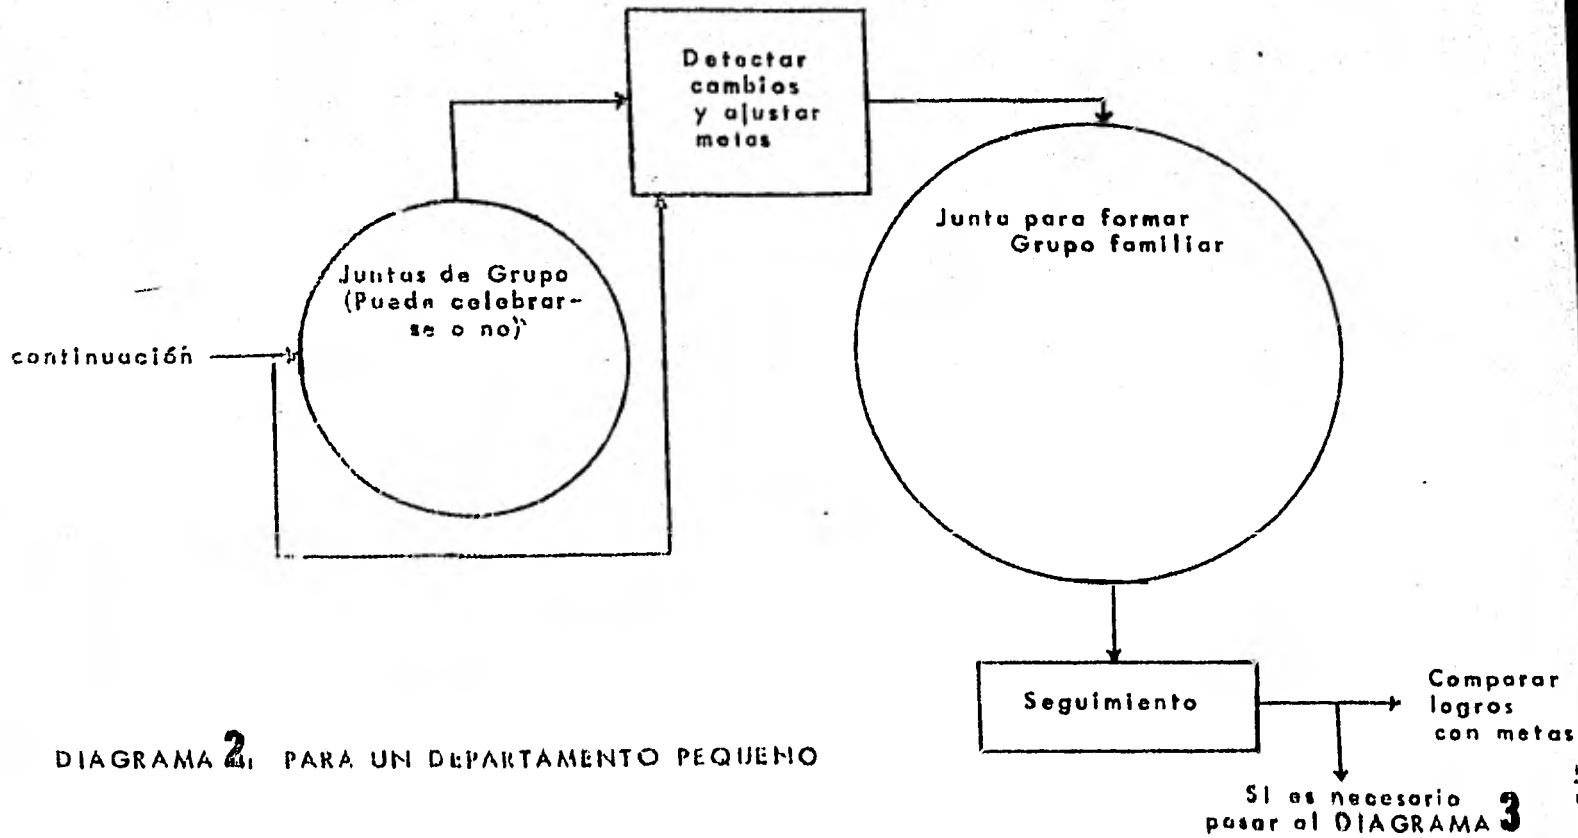 Detectar
cambios
y ajustar
metas
Junta para formar
Grupo familiar
Juntas de Grupo
(Puede celebrar-
se o no)
continuación
Seguimiento
Comparar
logros
con metas
DIAGRAMA 2. PARA UN DEPARTAMENTO PEQUEÑO
SI es necesario
pasar al DIAGRAMA 3